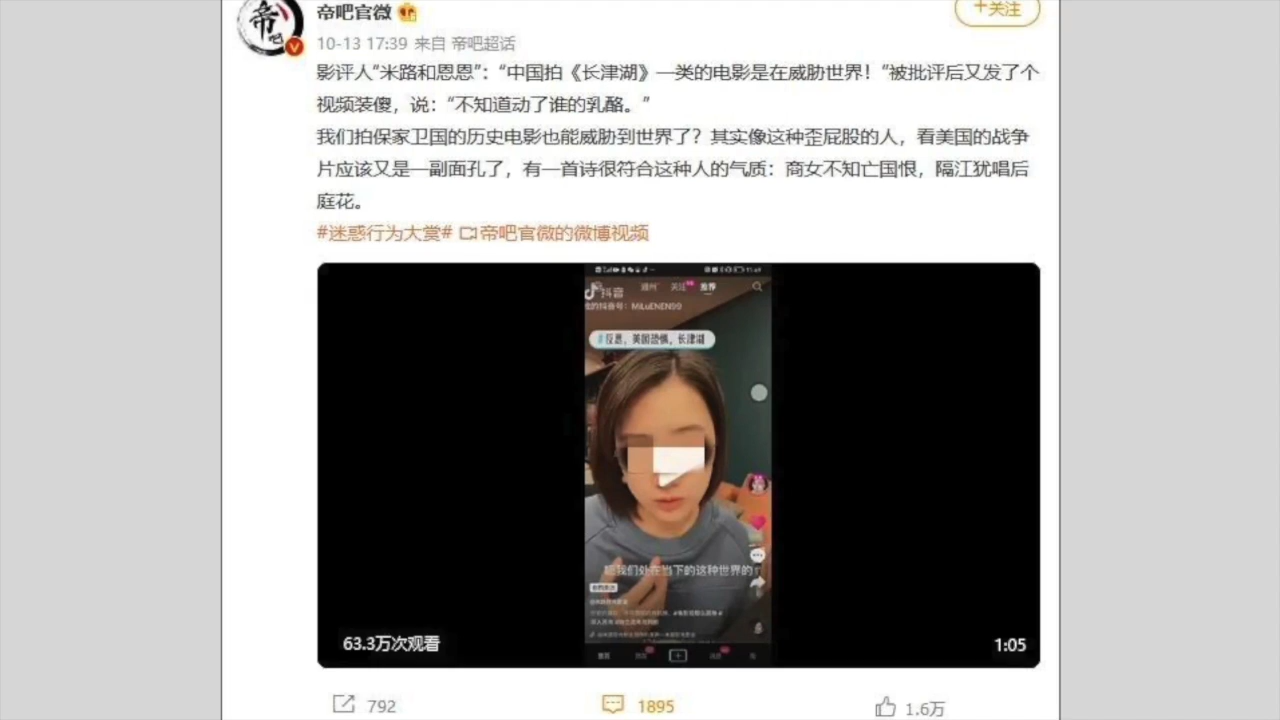 帝吧官微
+关注
10-13 17:39 来自 帝吧超话
影评人"米路和恩恩"："中国拍《长津湖》一类的电影是在威胁世界！"被批评后又发了个
视频装傻，说："不知道动了谁的乳酪。"
我们拍保家卫国的历史电影也能威胁到世界了？其实像这种歪屁股的人，看美国的战争
片应该又是一副面孔了，有一首诗很符合这种人的气质：商女不知亡国恨，隔江犹唱后
庭花。
#迷惑行为大赏# 帝吧官微的微博视频
关注 推荐
抖音
的抖音号：MiLuENEN99
长津湖
我们处在当下的这种世界的
63.3万次观看
1:05
792
1895
1.6万